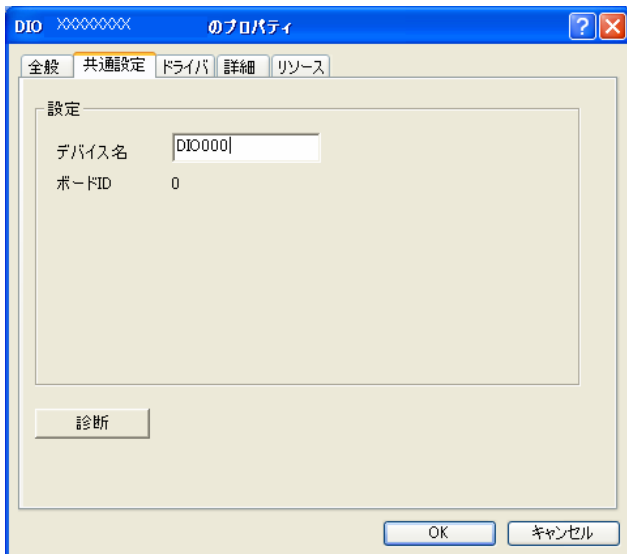 DIO XXXXXXXXX のプロパティ
全般 共通設定 ドライバ 詳細 リソース
設定
デバイス名 DIO000
ボードID 0
診断
OK キャンセル